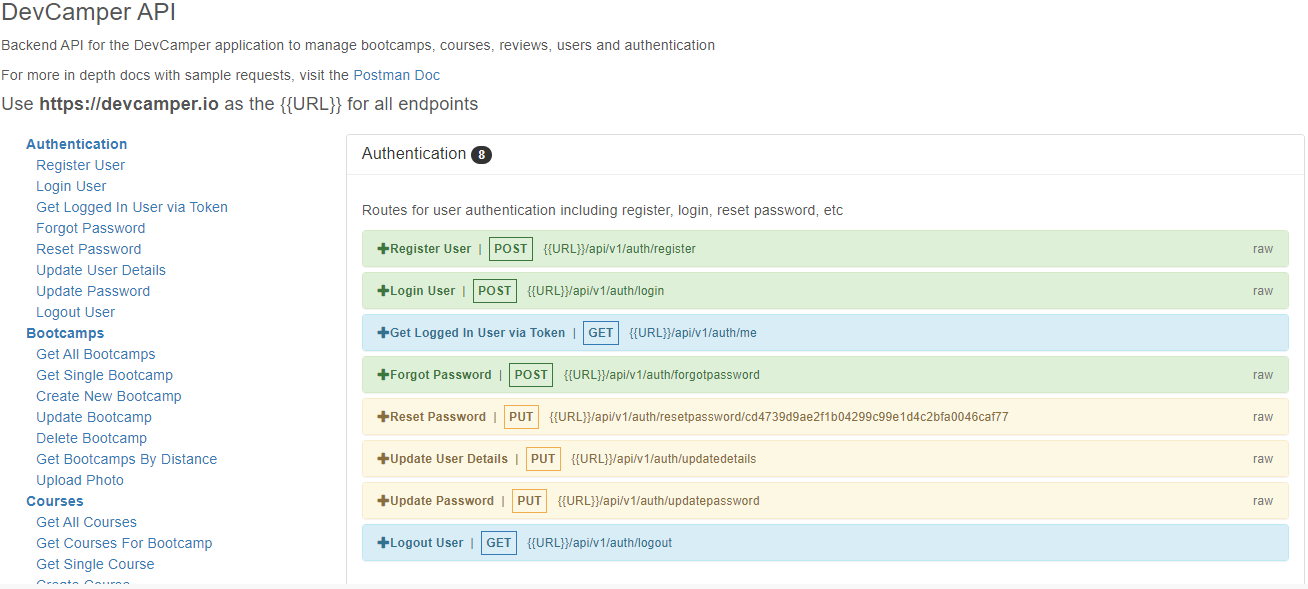 DevCamper API
Backend API for the DevCamper application to manage bootcamps, courses, reviews, users and authentication
For more in depth docs with sample requests, visit the Postman Doc
Use https://devcamper.io as the {{URL}} for all endpoints
Authentication
Register User
Login User
Get Logged In User via Token
Forgot Password
Reset Password
Update User Details
Update Password
Logout User
Bootcamps
Get All Bootcamps
Get Single Bootcamp
Create New Bootcamp
Update Bootcamp
Delete Bootcamp
Get Bootcamps By Distance
Upload Photo
Courses
Get All Courses
Get Courses For Bootcamp
Get Single Course
Create Course
Authentication 8
Routes for user authentication including register, login, reset password, etc
Register User | POST {{URL}}/api/v1/auth/register raw
Login User | POST {{URL}}/api/v1/auth/login raw
Get Logged In User via Token | GET {{URL}}/api/v1/auth/me
Forgot Password | POST {{URL}}/api/v1/auth/forgotpassword raw
Reset Password | PUT {{URL}}/api/v1/auth/resetpassword/cd4739d9ae2f1b04299c99e1d4c2bfa0046caf77 raw
Update User Details | PUT {{URL}}/api/v1/auth/updatedetails raw
Update Password | PUT {{URL}}/api/v1/auth/updatepassword raw
Logout User | GET {{URL}}/api/v1/auth/logout